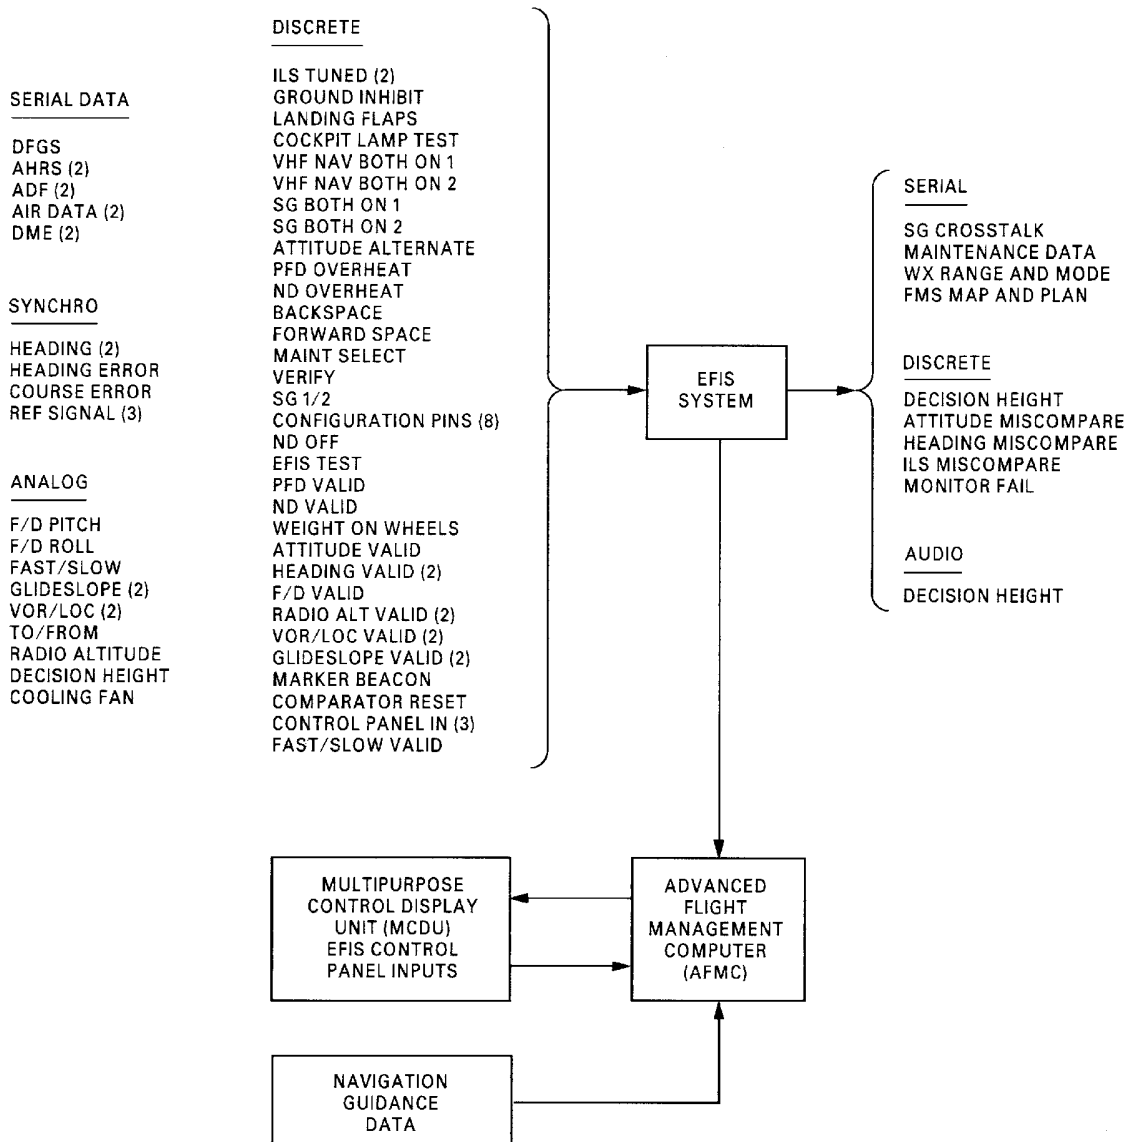 SERIAL DATA
DFGS
AHRS (2)
ADF (2)
AIR DATA (2)
DME (2)
SYNCHRO
HEADING (2)
HEADING ERROR
COURSE ERROR
REF SIGNAL (3)
ANALOG
F/D PITCH
F/D ROLL
FAST/SLOW
GLIDESLOPE (2)
VOR/LOC (2)
TO/FROM
RADIO ALTITUDE
DECISION HEIGHT
COOLING FAN
DISCRETE
ILS TUNED (2)
GROUND INHIBIT
LANDING FLAPS
COCKPIT LAMP TEST
VHF NAV BOTH ON 1
VHF NAV BOTH ON 2
SG BOTH ON 1
SG BOTH ON 2
ATTITUDE ALTERNATE
PFD OVERHEAT
ND OVERHEAT
BACKSPACE
FORWARD SPACE
MAINT SELECT
VERIFY
SG 1/2
CONFIGURATION PINS (8)
ND OFF
EFIS TEST
PFD VALID
ND VALID
WEIGHT ON WHEELS
ATTITUDE VALID
HEADING VALID (2)
F/D VALID
RADIO ALT VALID (2)
VOR/LOC VALID (2)
GLIDESLOPE VALID (2)
MARKER BEACON
COMPARATOR RESET
CONTROL PANEL IN (3)
FAST/SLOW VALID
EFIS
SYSTEM
SERIAL
SG CROSSTALK
MAINTENANCE DATA
WX RANGE AND MODE
FMS MAP AND PLAN
DISCRETE
DECISION HEIGHT
ATTITUDE MISCOMPARE
HEADING MISCOMPARE
ILS MISCOMPARE
MONITOR FAIL
AUDIO
DECISION HEIGHT
MULTIPURPOSE
CONTROL DISPLAY
UNIT (MCDU)
EFIS CONTROL
PANEL INPUTS
ADVANCED
FLIGHT
MANAGEMENT
COMPUTER
(AFMC)
NAVIGATION
GUIDANCE
DATA